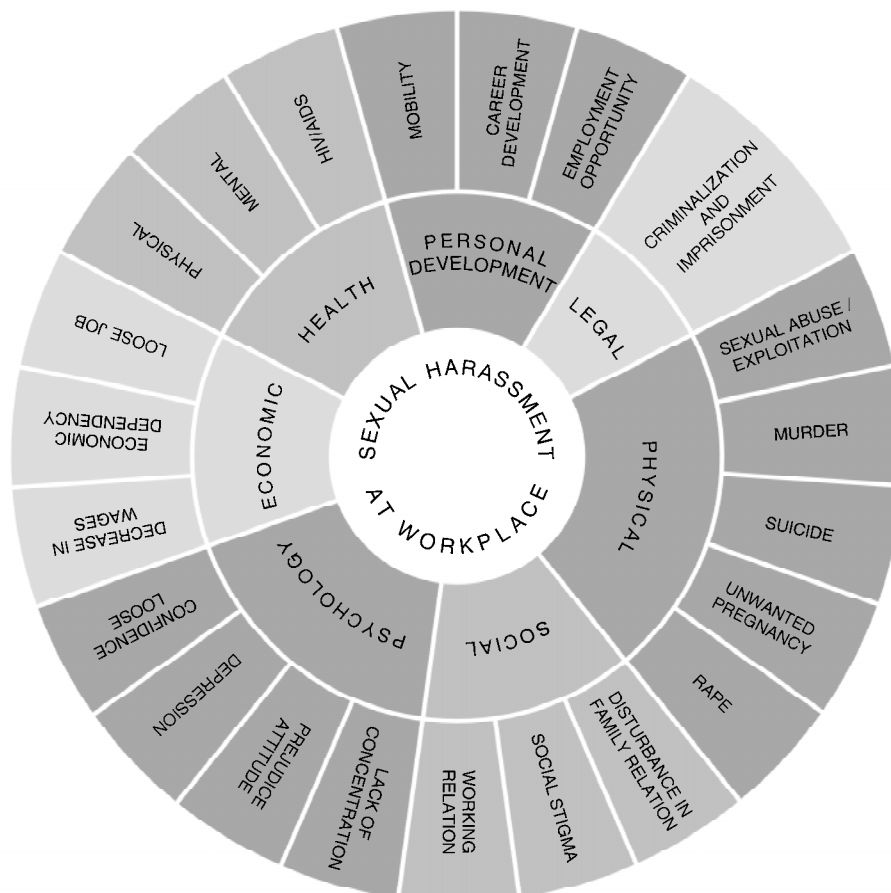 SEXUAL HARASSMENT
AT WORKPLACE
PERSONAL
DEVELOPMENT
MOBILITY
CAREER
DEVELOPMENT
EMPLOYMENT
OPPORTUNITY
LEGAL
CRIMINALIZATION
AND
IMPRISONMENT
PHYSICAL
SEXUAL ABUSE /
EXPLOITATION
MURDER
SUICIDE
UNWANTED
PREGNANCY
RAPE
SOCIAL
DISTURBANCE IN
FAMILY RELATION
SOCIAL STIGMA
WORKING
RELATION
PSYCHOLOGY
LACK OF
CONCENTRATION
PREJUDICE
ATTITUDE
DEPRESSION
CONFIDENCE
LOOSE
ECONOMIC
DECREASE IN
WAGES
ECONOMIC
DEPENDENCY
LOOSE JOB
HEALTH
PHYSICAL
MENTAL
HIV/AIDS